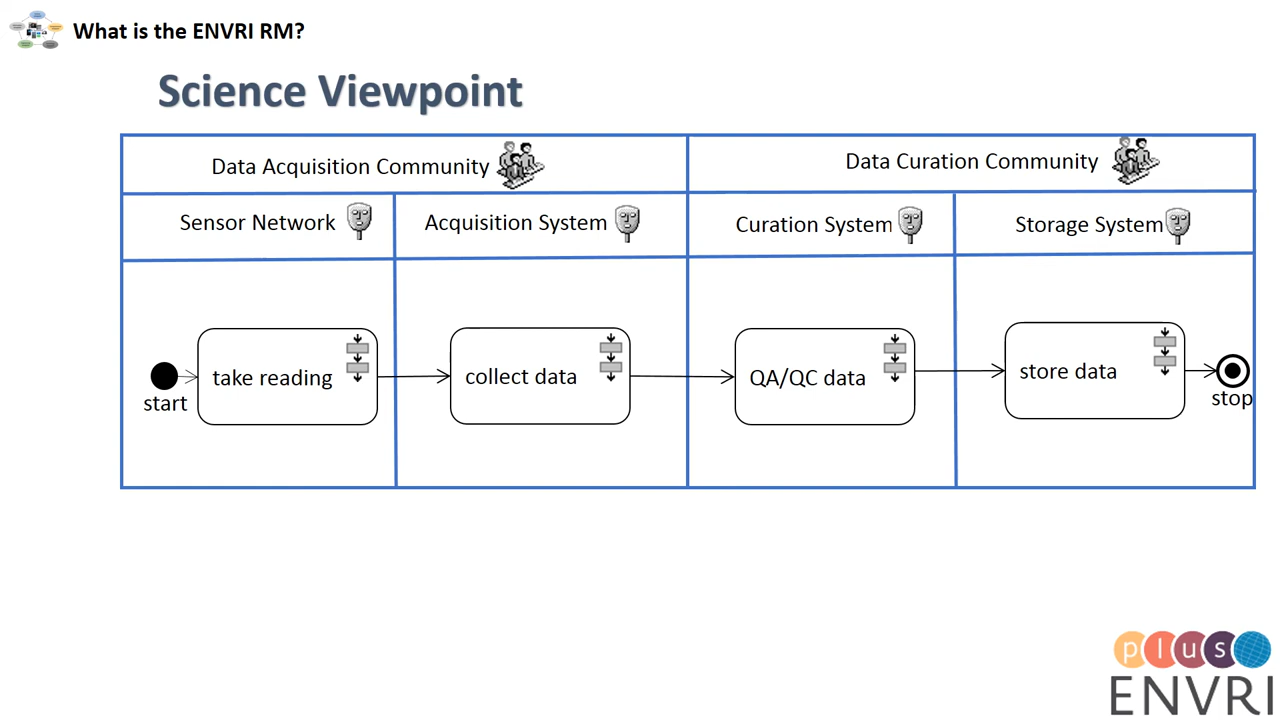 What is the ENVRI RM?
Science Viewpoint
Data Acquisition Community
Data Curation Community
Sensor Network
Acquisition System
Curation System
Storage System
start
take reading
collect data
QA/QC data
store data
stop
plus
ENVRI